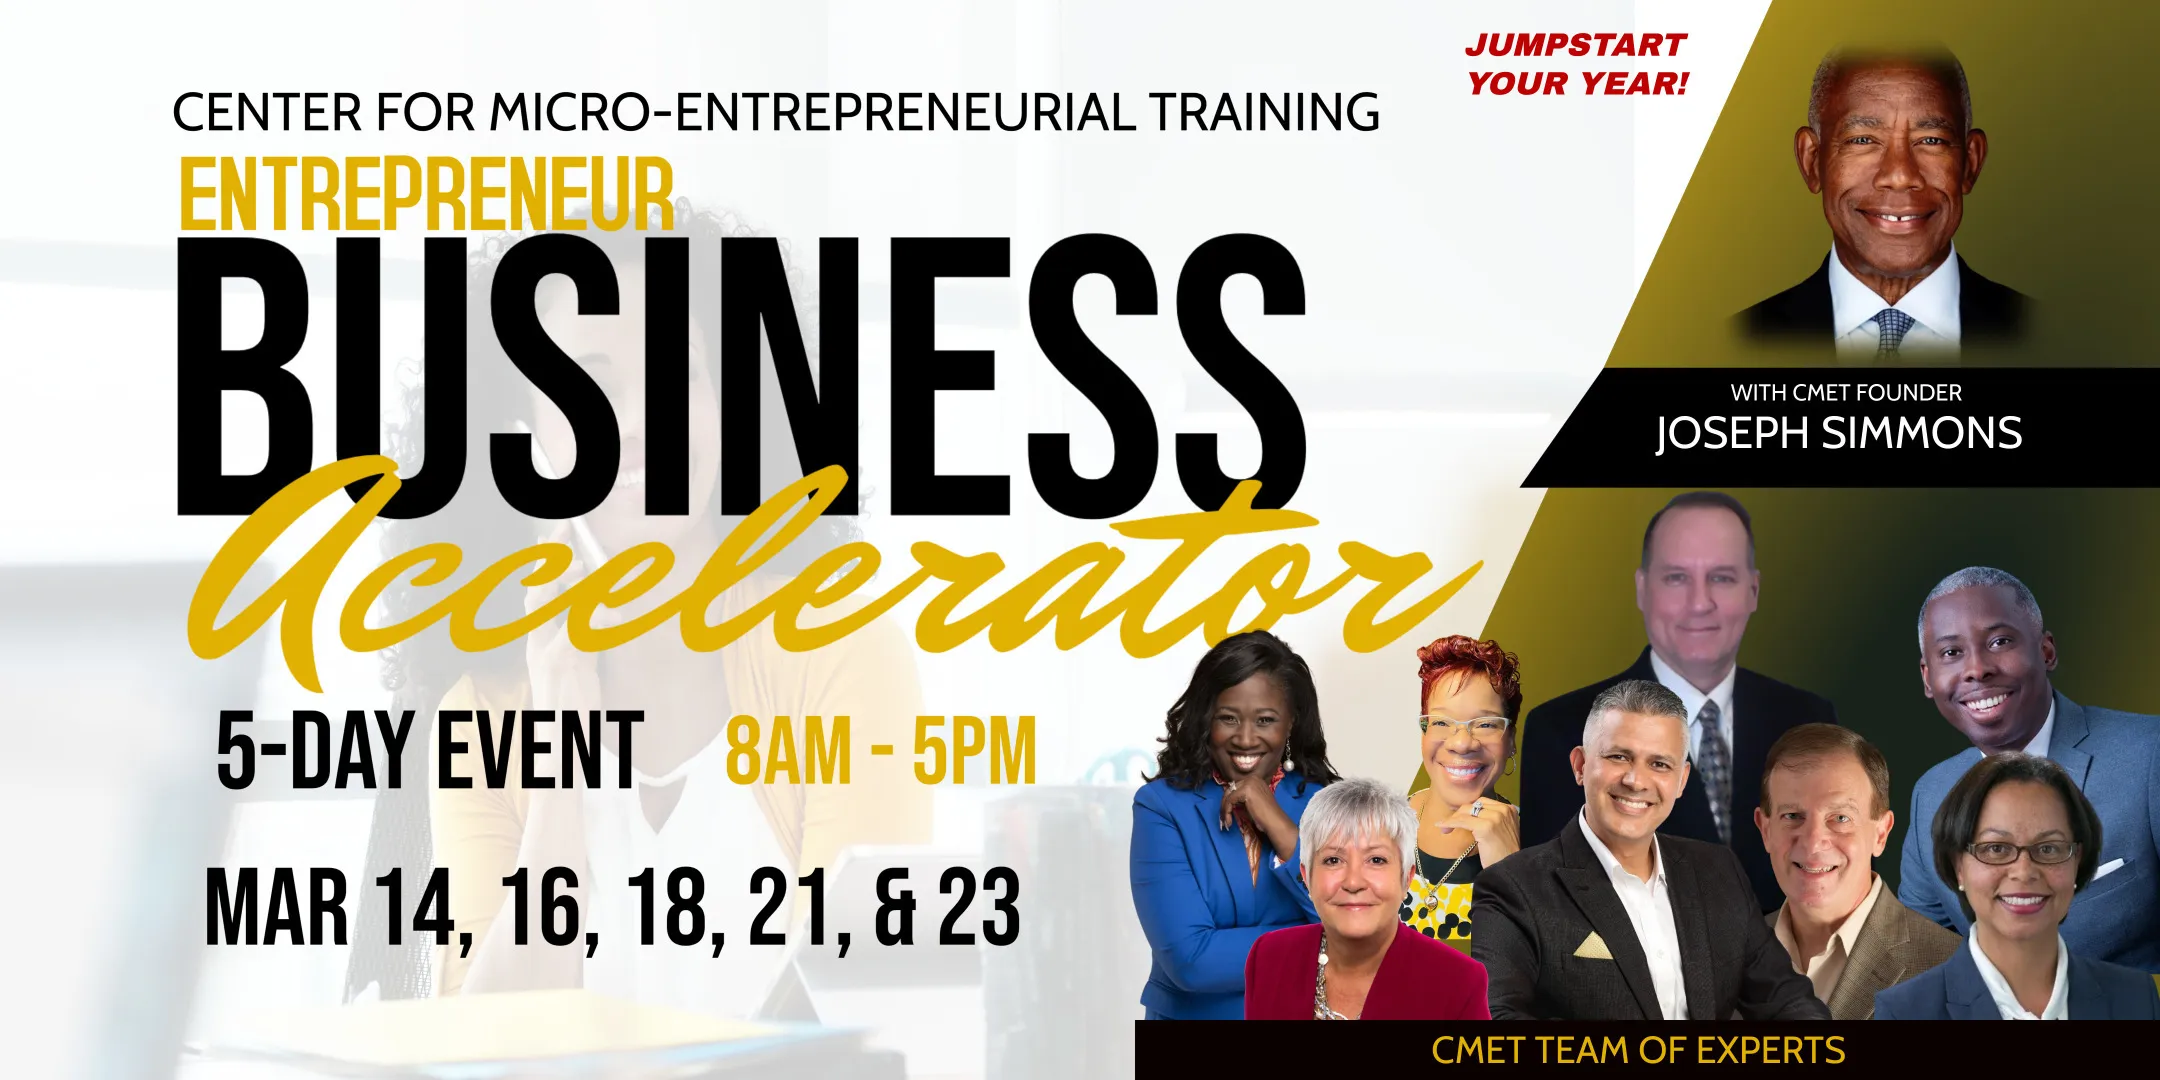 JUMPSTART
YOUR YEAR!
CENTER FOR MICRO-ENTREPRENEURIAL TRAINING
ENTREPRENEUR
BUSINESS
Accelerator
5-DAY EVENT 8AM - 5PM
MAR 14, 16, 18, 21, & 23
WITH CMET FOUNDER
JOSEPH SIMMONS
CMET TEAM OF EXPERTS